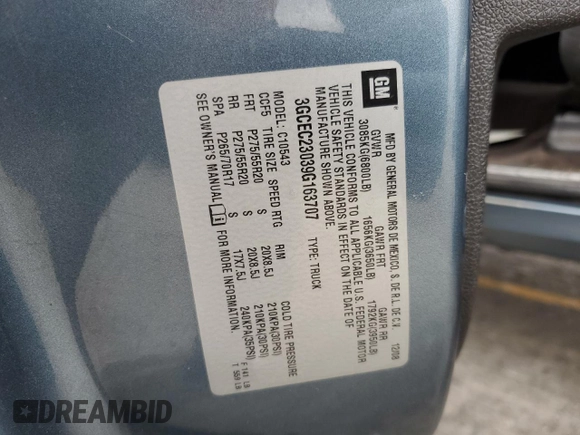 GM
MFD BY GENERAL MOTORS DE MEXICO, S. DE R.L. DE C.V. 12/08
GVWR GAWR FRT GAWR RR
3085KG(6800LB) 1656KG(3650LB) 1792KG(3950LB)
THIS VEHICLE CONFORMS TO ALL APPLICABLE U.S. FEDERAL MOTOR
VEHICLE SAFETY STANDARDS IN EFFECT ON THE DATE OF
MANUFACTURE SHOWN ABOVE.
3GCEC23039G163707 TYPE: TRUCK
MODEL: C10543
CCF5 TIRE SIZE SPEED RTG RIM COLD TIRE PRESSURE
FRT P275/55R20 S 20X8.5J 210KPA(30PSI)
RR P275/55R20 S 20X8.5J 210KPA(30PSI)
SPA P265/70R17 S 17X7.5J 240KPA(35PSI)
SEE OWNER'S MANUAL FOR MORE INFORMATION.
F 141 LB
T 569 LB
DREAMBID